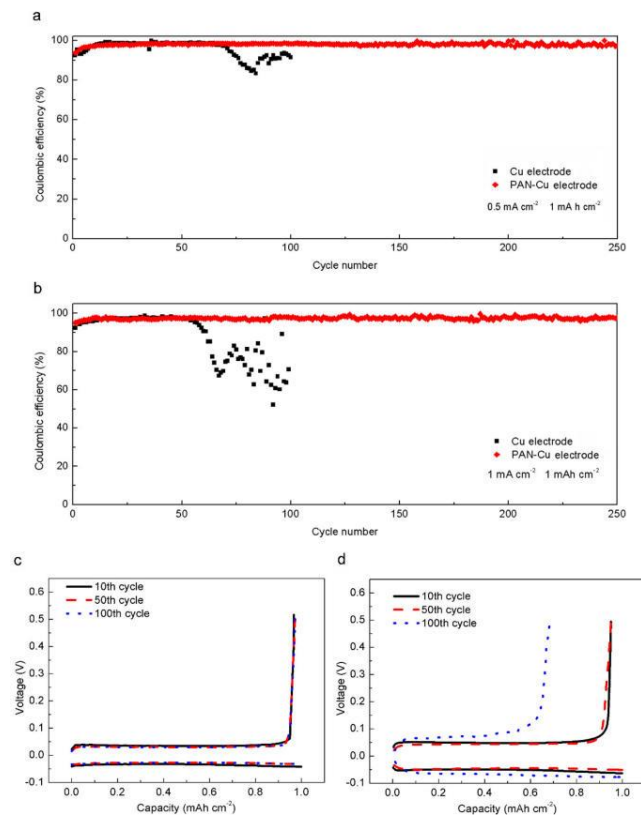 a
100
80
60
40
20
0
Coulombic efficiency (%)
Cu electrode
PAN-Cu electrode
0.5 mA cm⁻² 1 mA h cm⁻²
0 50 100 150 200 250
Cycle number
b
100
80
60
40
20
0
Coulombic efficiency (%)
Cu electrode
PAN-Cu electrode
1 mA cm⁻² 1 mAh cm⁻²
0 50 100 150 200 250
Cycle number
c
0.6
0.5
0.4
0.3
0.2
0.1
0.0
-0.1
Voltage (V)
10th cycle
50th cycle
100th cycle
0.0 0.2 0.4 0.6 0.8 1.0
Capacity (mAh cm⁻²)
d
0.6
0.5
0.4
0.3
0.2
0.1
0.0
-0.1
Voltage (V)
10th cycle
50th cycle
100th cycle
0.0 0.2 0.4 0.6 0.8 1.0
Capacity (mAh cm⁻²)